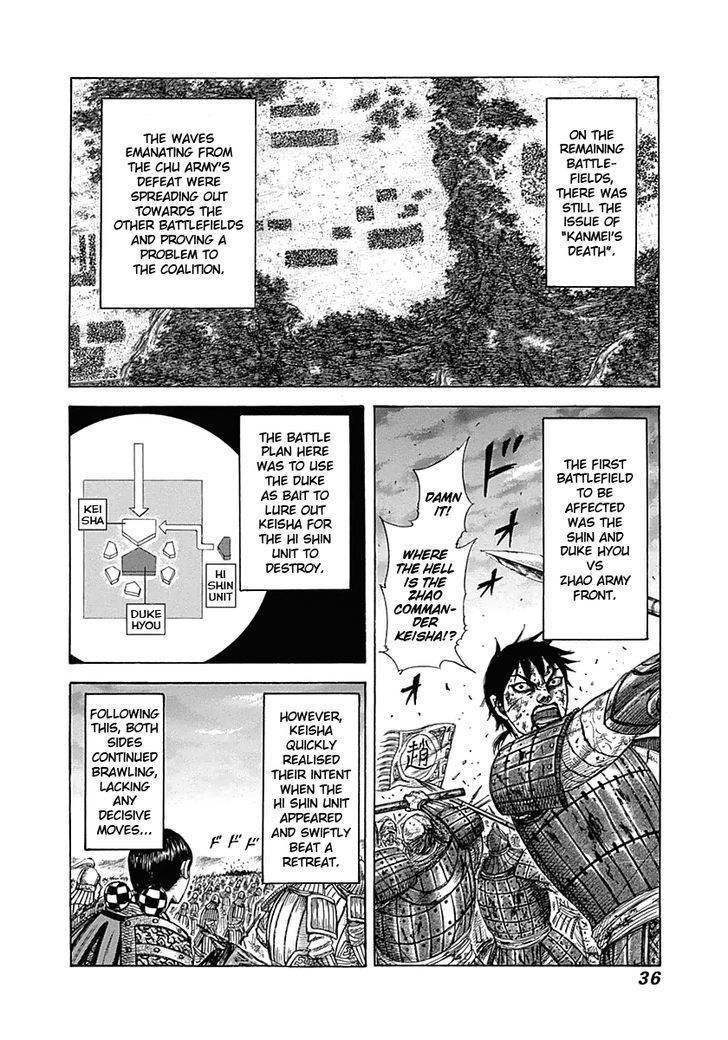 ON THE
REMAINING
BATTLE-
FIELDS,
THERE WAS
STILL THE
ISSUE OF
"KANMEI'S
DEATH".
THE WAVES
EMANATING FROM
THE CHU ARMY'S
DEFEAT WERE
SPREADING OUT
TOWARDS THE
OTHER BATTLEFIELDS
AND PROVING A
PROBLEM TO
THE COALITION.
THE FIRST
BATTLEFIELD
TO BE
AFFECTED
WAS THE
SHIN AND
DUKE HYOU
VS
ZHAO ARMY
FRONT.
DAMN
IT!
WHERE
THE HELL
IS THE
ZHAO
COMMAN-
DER
KEISHA!?
オ
オ
オ
趙
THE BATTLE
PLAN HERE
WAS TO USE
THE DUKE
AS BAIT TO
LURE OUT
KEISHA FOR
THE HI SHIN
UNIT TO
DESTROY.
KEI
SHA
HI
SHIN
UNIT
DUKE
HYOU
HOWEVER,
KEISHA
QUICKLY
REALISED
THEIR INTENT
WHEN THE
HI SHIN UNIT
APPEARED
AND SWIFTLY
BEAT A
RETREAT.
ドドド
FOLLOWING
THIS, BOTH
SIDES
CONTINUED
BRAWLING,
LACKING
ANY
DECISIVE
MOVES...
36